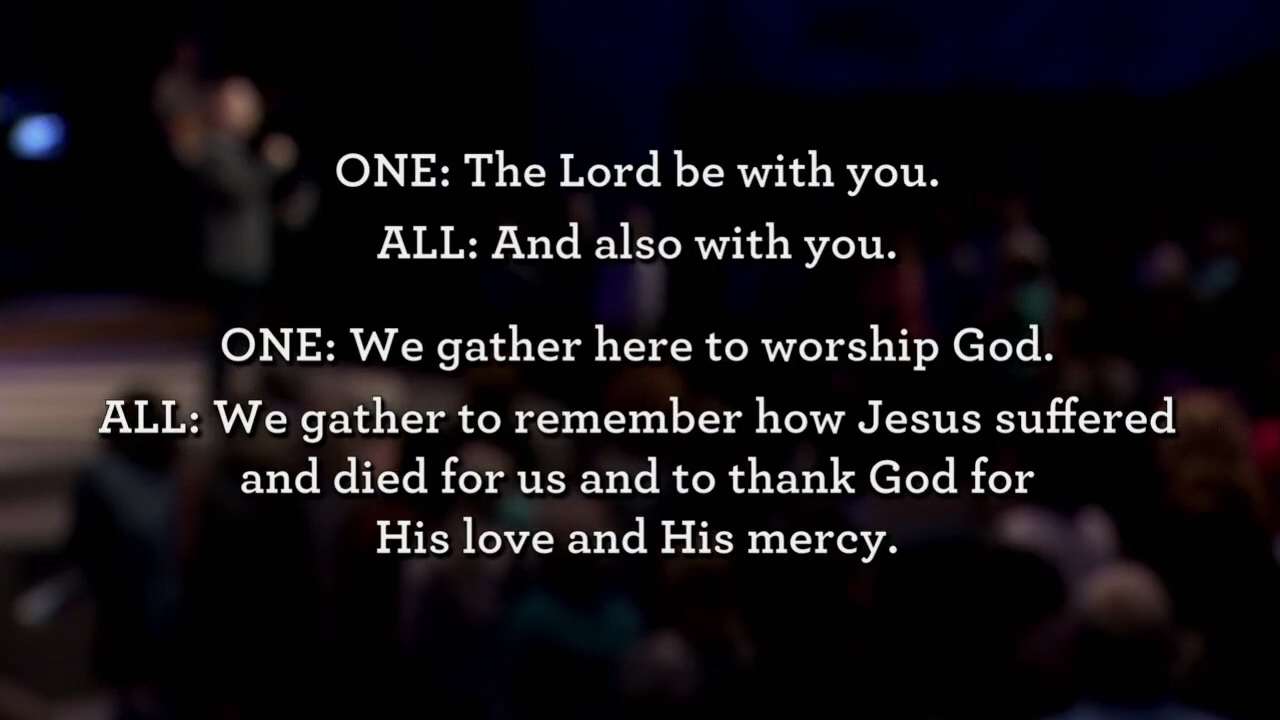 ONE: The Lord be with you.
ALL: And also with you.
ONE: We gather here to worship God.
ALL: We gather to remember how Jesus suffered
and died for us and to thank God for
His love and His mercy.